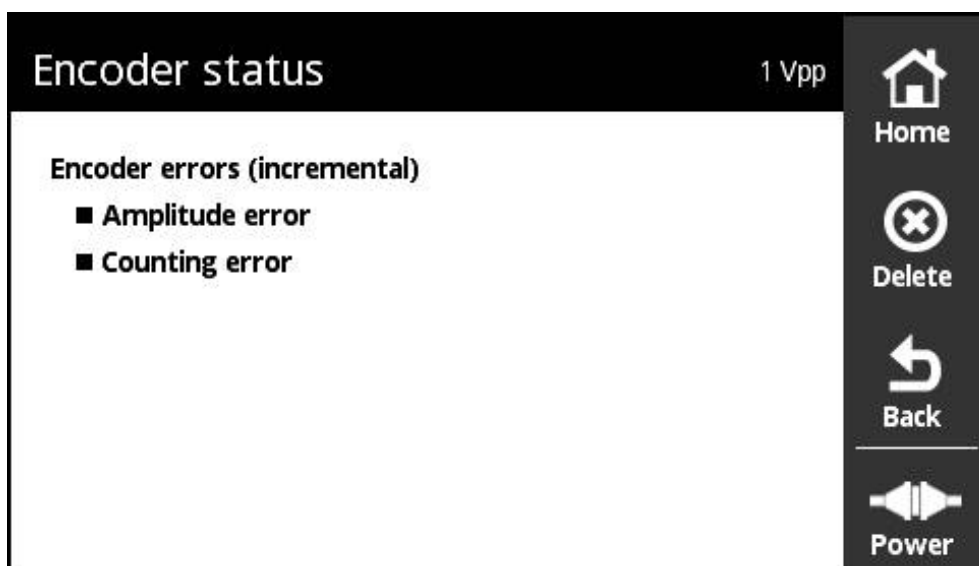 Encoder status
1 Vpp
Home
Encoder errors (incremental)
■ Amplitude error
■ Counting error
Delete
Back
Power